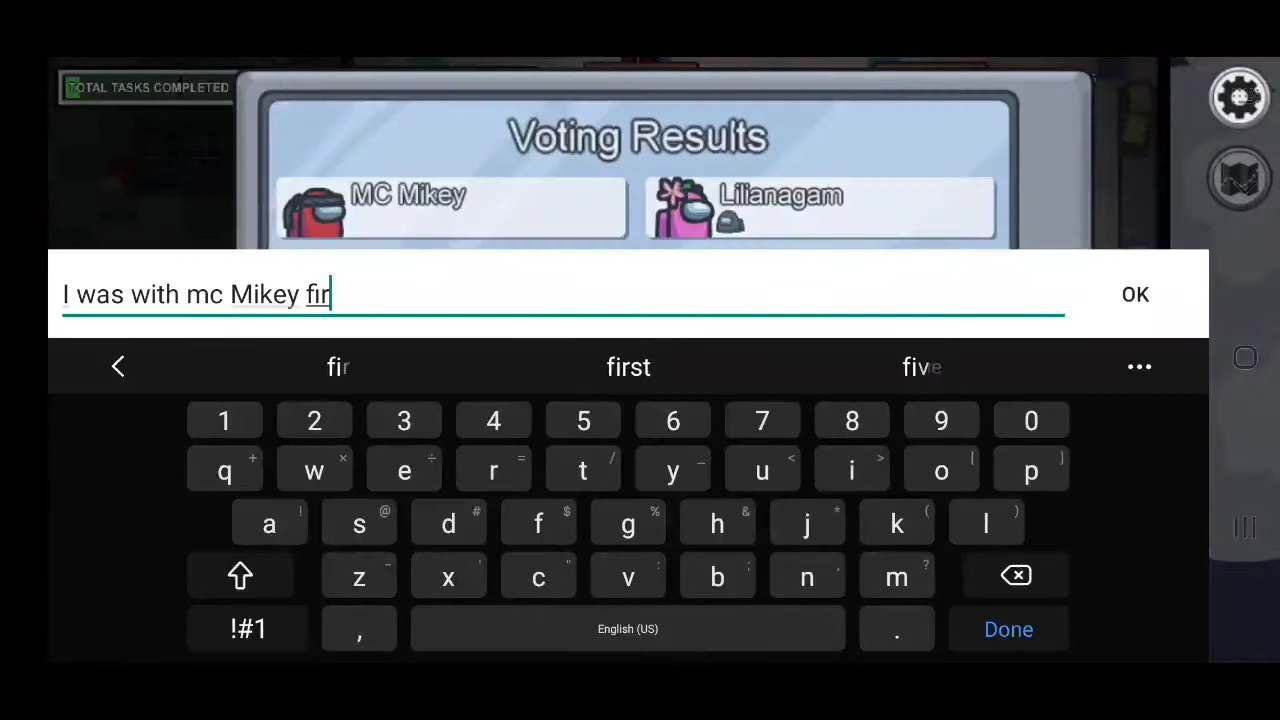 TOTAL TASKS COMPLETED
Voting Results
MC Mikey
Lilianagam
I was with mc Mikey fir
OK
fir
first
five
1 2 3 4 5 6 7 8 9 0
q + w × e ÷ r = t / y _ u < i > o [ p ]
a ! s @ d # f $ g % h & j * k ( l )
z - x ' c " v : b ; n , m ?
!#1 , English (US) . Done